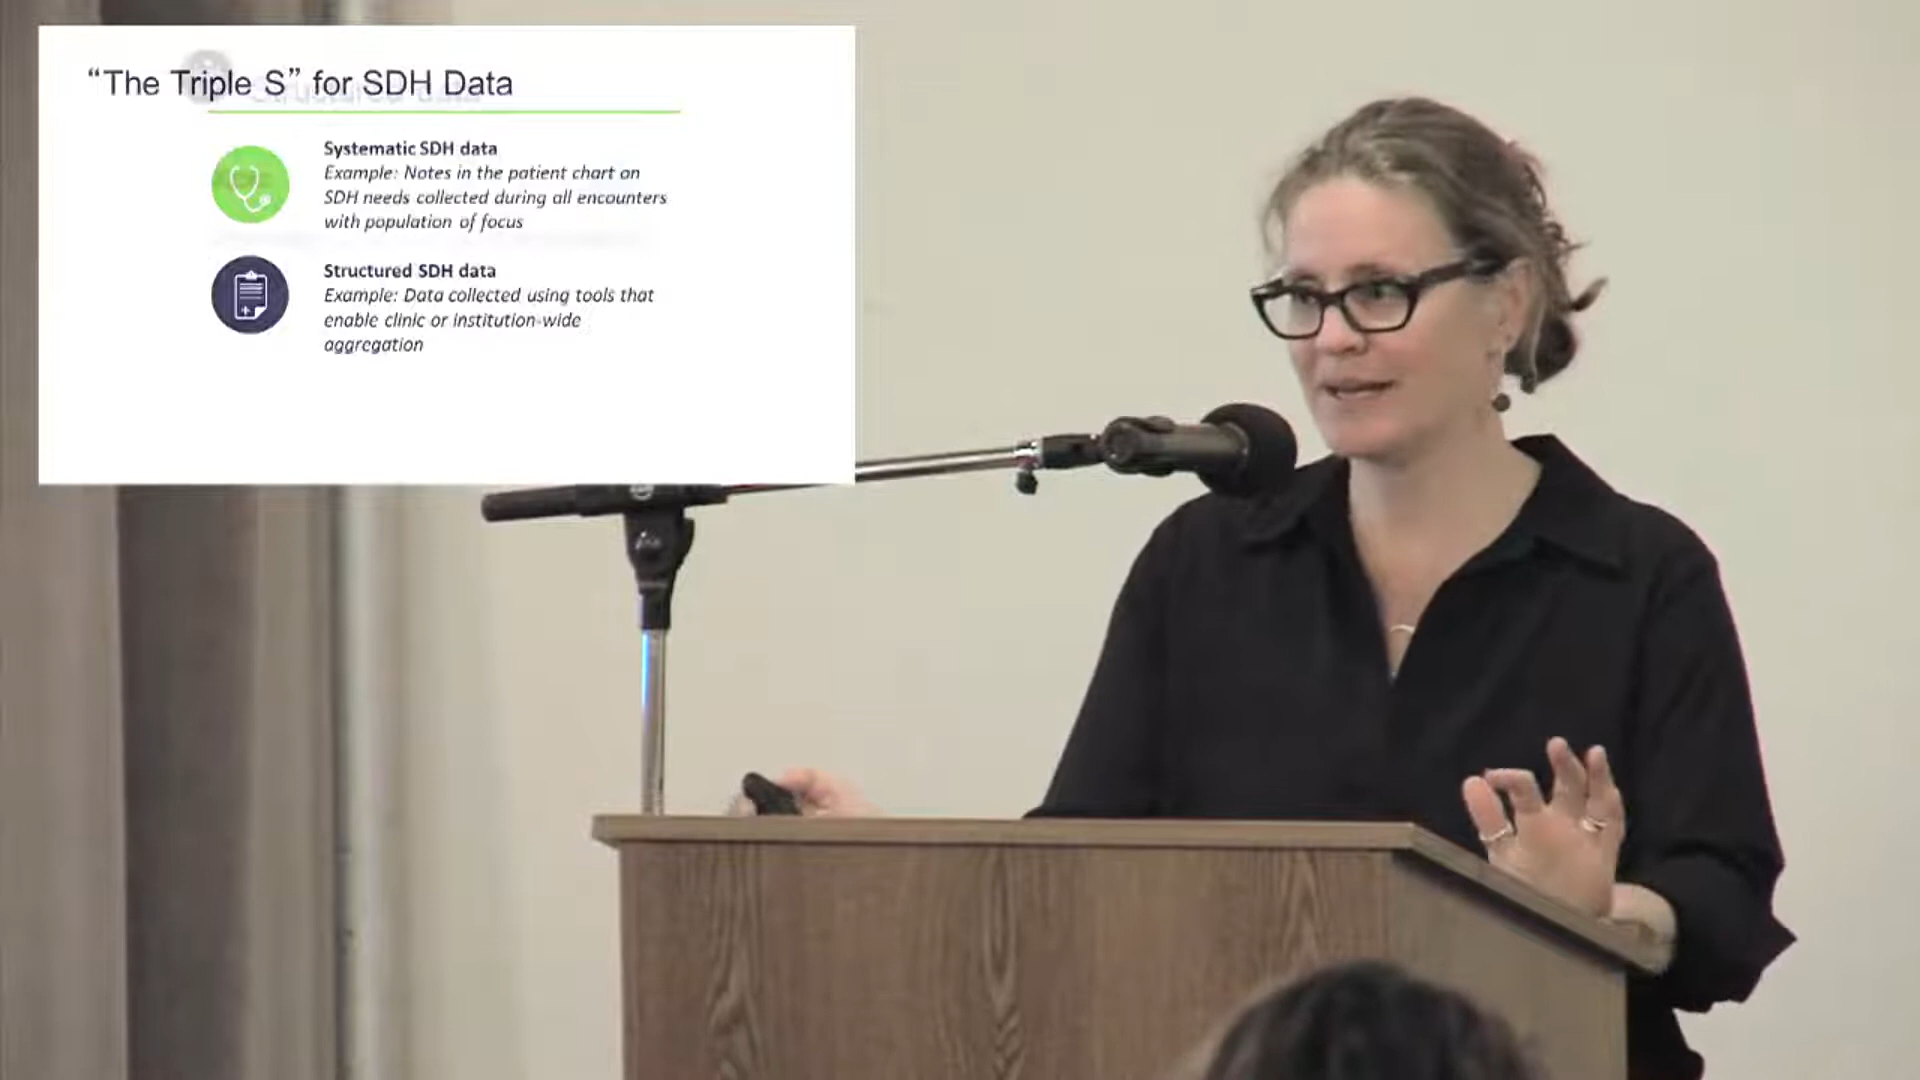 “The Triple S” for SDH Data
Systematic SDH data
Example: Notes in the patient chart on
SDH needs collected during all encounters
with population of focus
Structured SDH data
Example: Data collected using tools that
enable clinic or institution-wide
aggregation